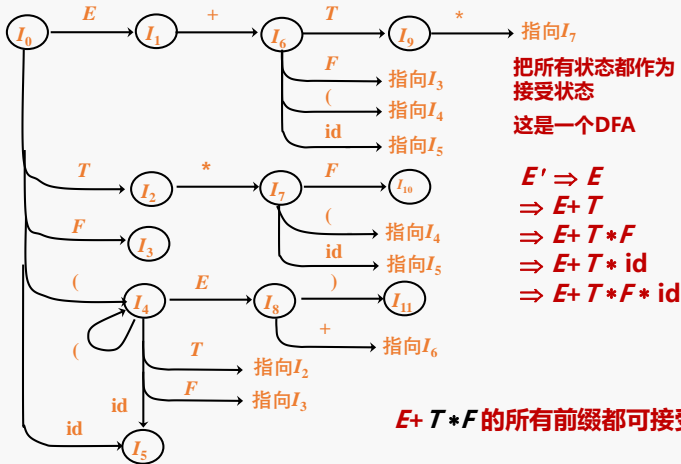 E + T *
I₀ I₁ I₆ I₉ 指向I₇
F 指向I₃
( 指向I₄
id 指向I₅
把所有状态都作为
接受状态
这是一个DFA
T * F
I₂ I₇ I₁₀
( 指向I₄
id 指向I₅
F I₃
( E )
I₄ I₈ I₁₁
+ 指向I₆
(
T 指向I₂
F 指向I₃
id
id I₅
E′ ⇒ E
⇒ E+ T
⇒ E+ T * F
⇒ E+ T * id
⇒ E+ T * F * id
E+ T * F 的所有前缀都可接受